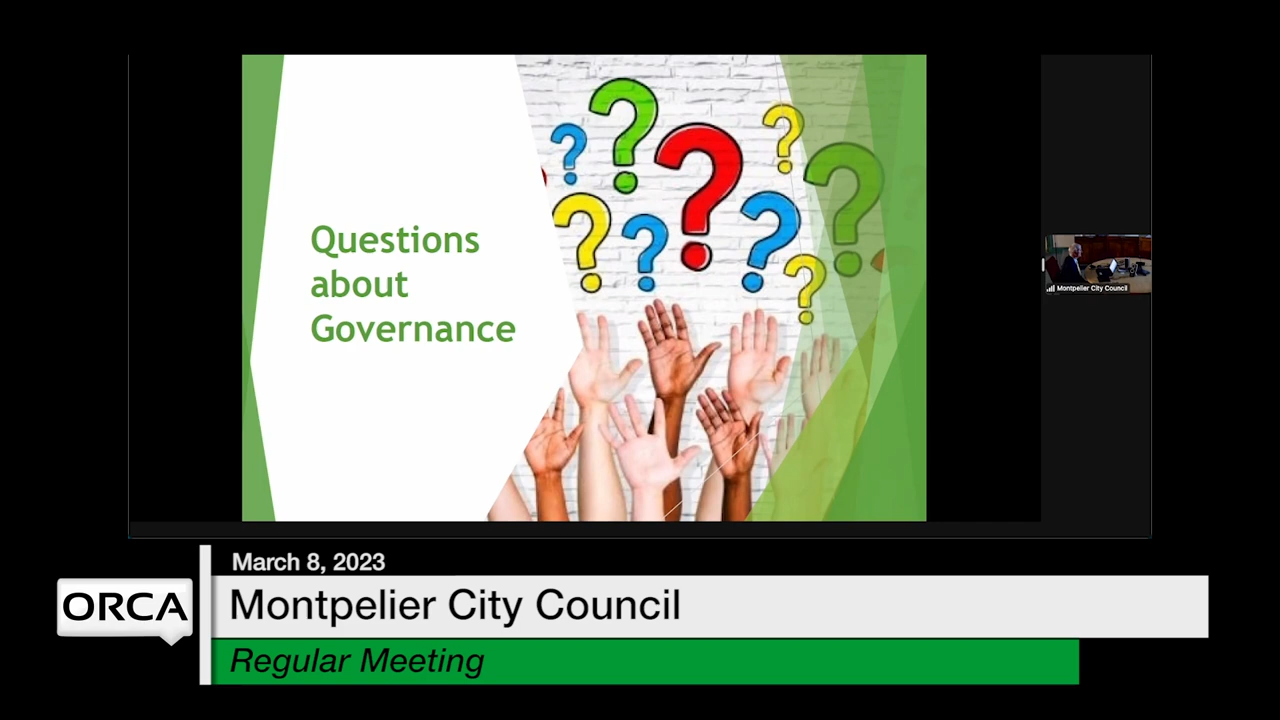 Questions
about
Governance
Montpelier City Council
March 8, 2023
ORCA
Montpelier City Council
Regular Meeting